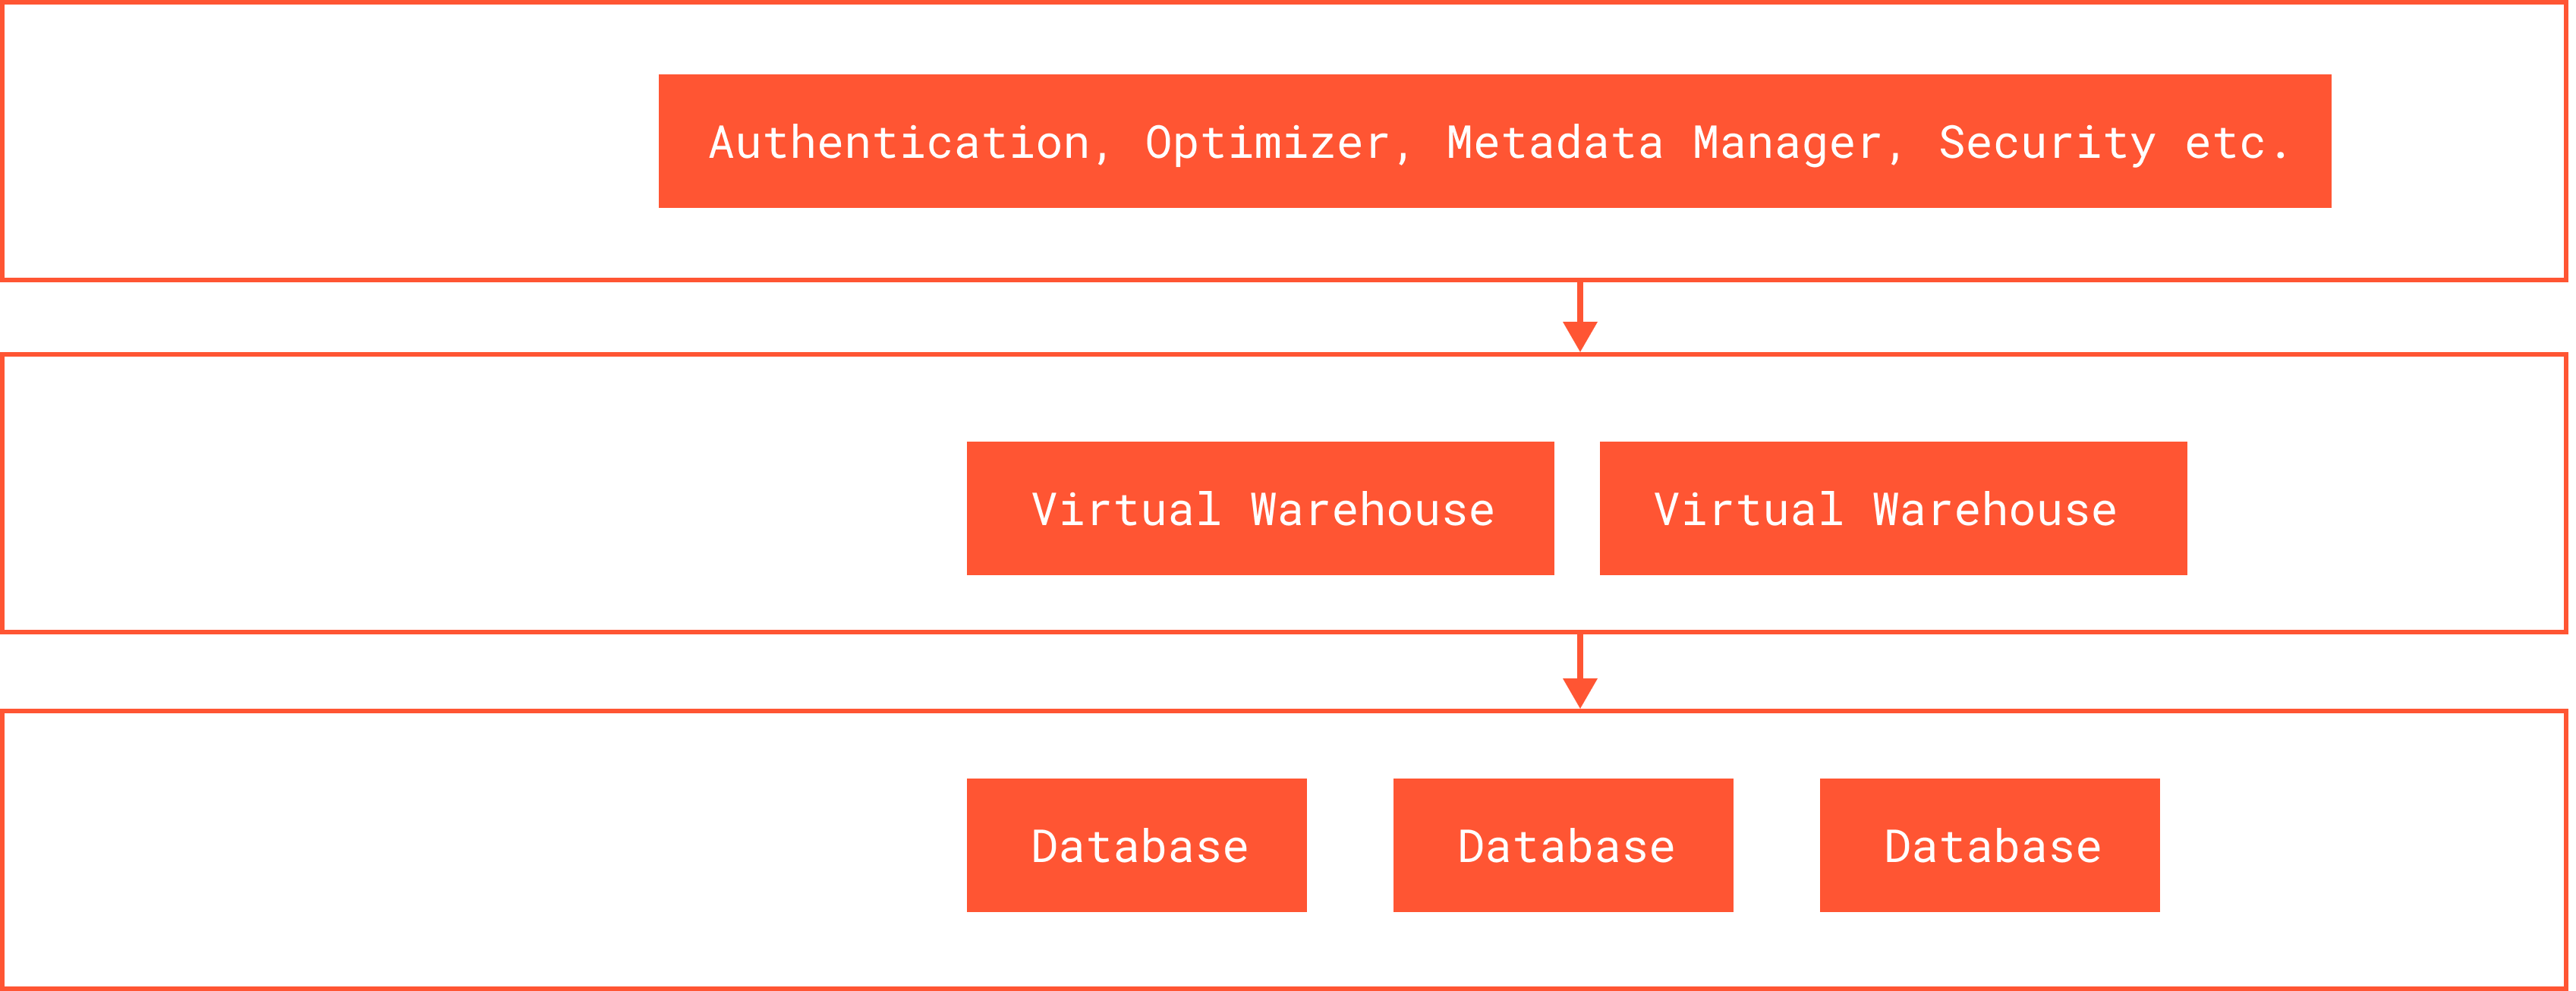 Authentication, Optimizer, Metadata Manager, Security etc.
Virtual Warehouse Virtual Warehouse
Database Database Database